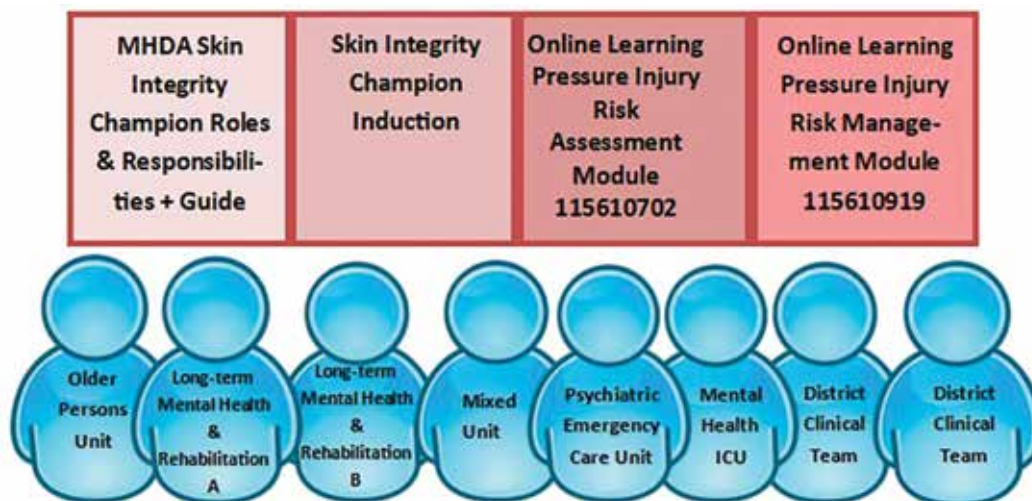 MHDA Skin
Integrity
Champion Roles
& Responsibili-
ties + Guide
Skin Integrity
Champion
Induction
Online Learning
Pressure Injury
Risk
Assessment
Module
115610702
Online Learning
Pressure Injury
Risk Manage-
ment Module
115610919
Older
Persons
Unit
Long-term
Mental Health
&
Rehabilitation
A
Long-term
Mental Health
&
Rehabilitation
B
Mixed
Unit
Psychiatric
Emergency
Care Unit
Mental
Health
ICU
District
Clinical
Team
District
Clinical
Team